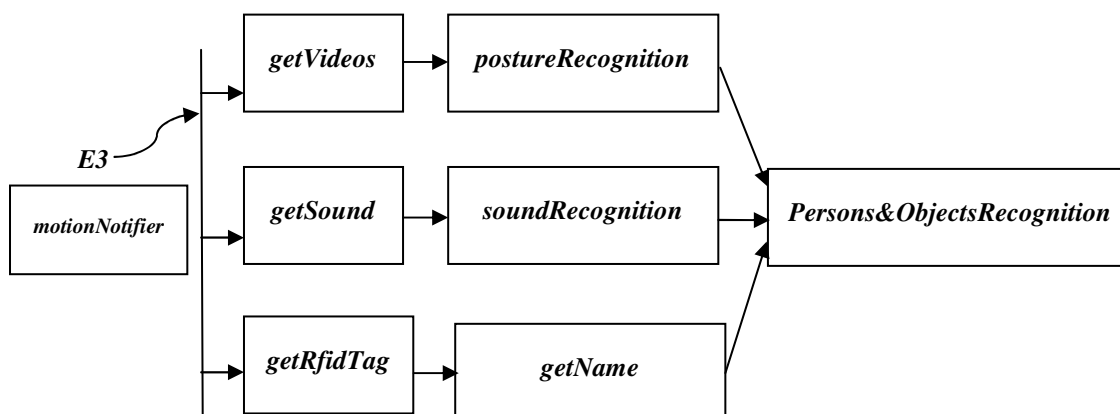 getVideos
postureRecognition
E3
motionNotifier
getSound
soundRecognition
Persons&ObjectsRecognition
getRfidTag
getName